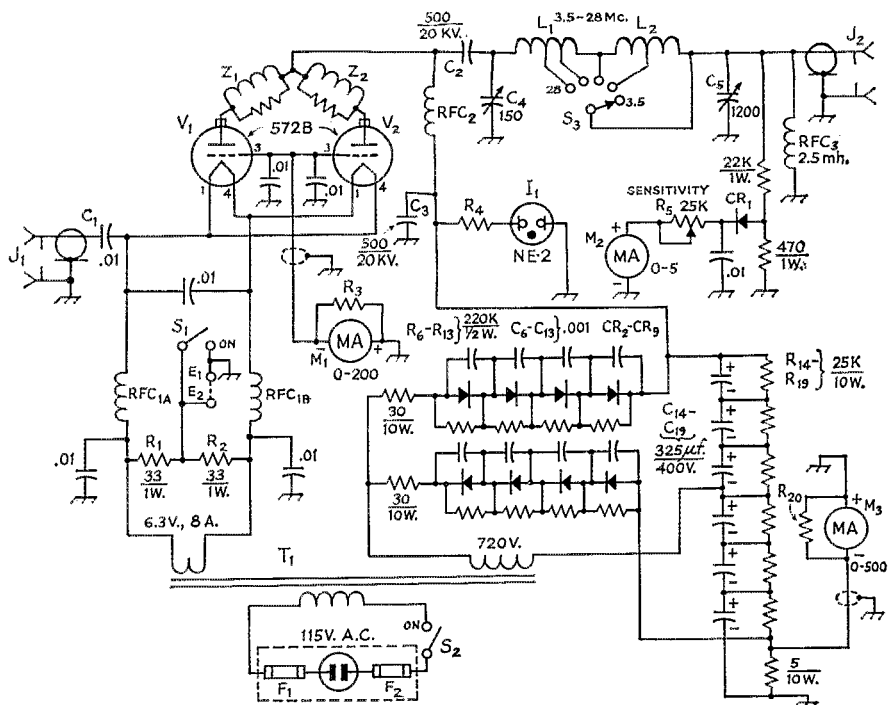 500
20 KV.
C2
L1 3.5-28 Mc. L2
J2
28
3.5
S3
C4
150
C5
1200
Z1 Z2
V1 572B V2
3 3
1 4 1 4
.01 .01
RFC2
RFC3
2.5 mh.
22K
1W.
SENSITIVITY
R5 25K CR1
M2 + MA -
0-5
.01
470
1W.
J1 C1
.01
.01
C3
500
20 KV.
R4 I1
NE-2
R3
M1 - MA +
0-200
S1 ON
E1
E2
RFC1A RFC1B
.01 .01
R1 R2
33 33
1W. 1W.
6.3V., 8 A.
T1
R6-R13 } 220K ½W. C6-C13 } .001 CR2-CR9
30
10W.
30
10W.
720V.
R14-R19 } 25K 10W.
C14-C19
325µf.
400V.
+ -
+ -
+ -
+ -
+ -
R20 + M3
MA
- 0-500
5
10W.
115V. A.C.
ON
S2
F1 F2